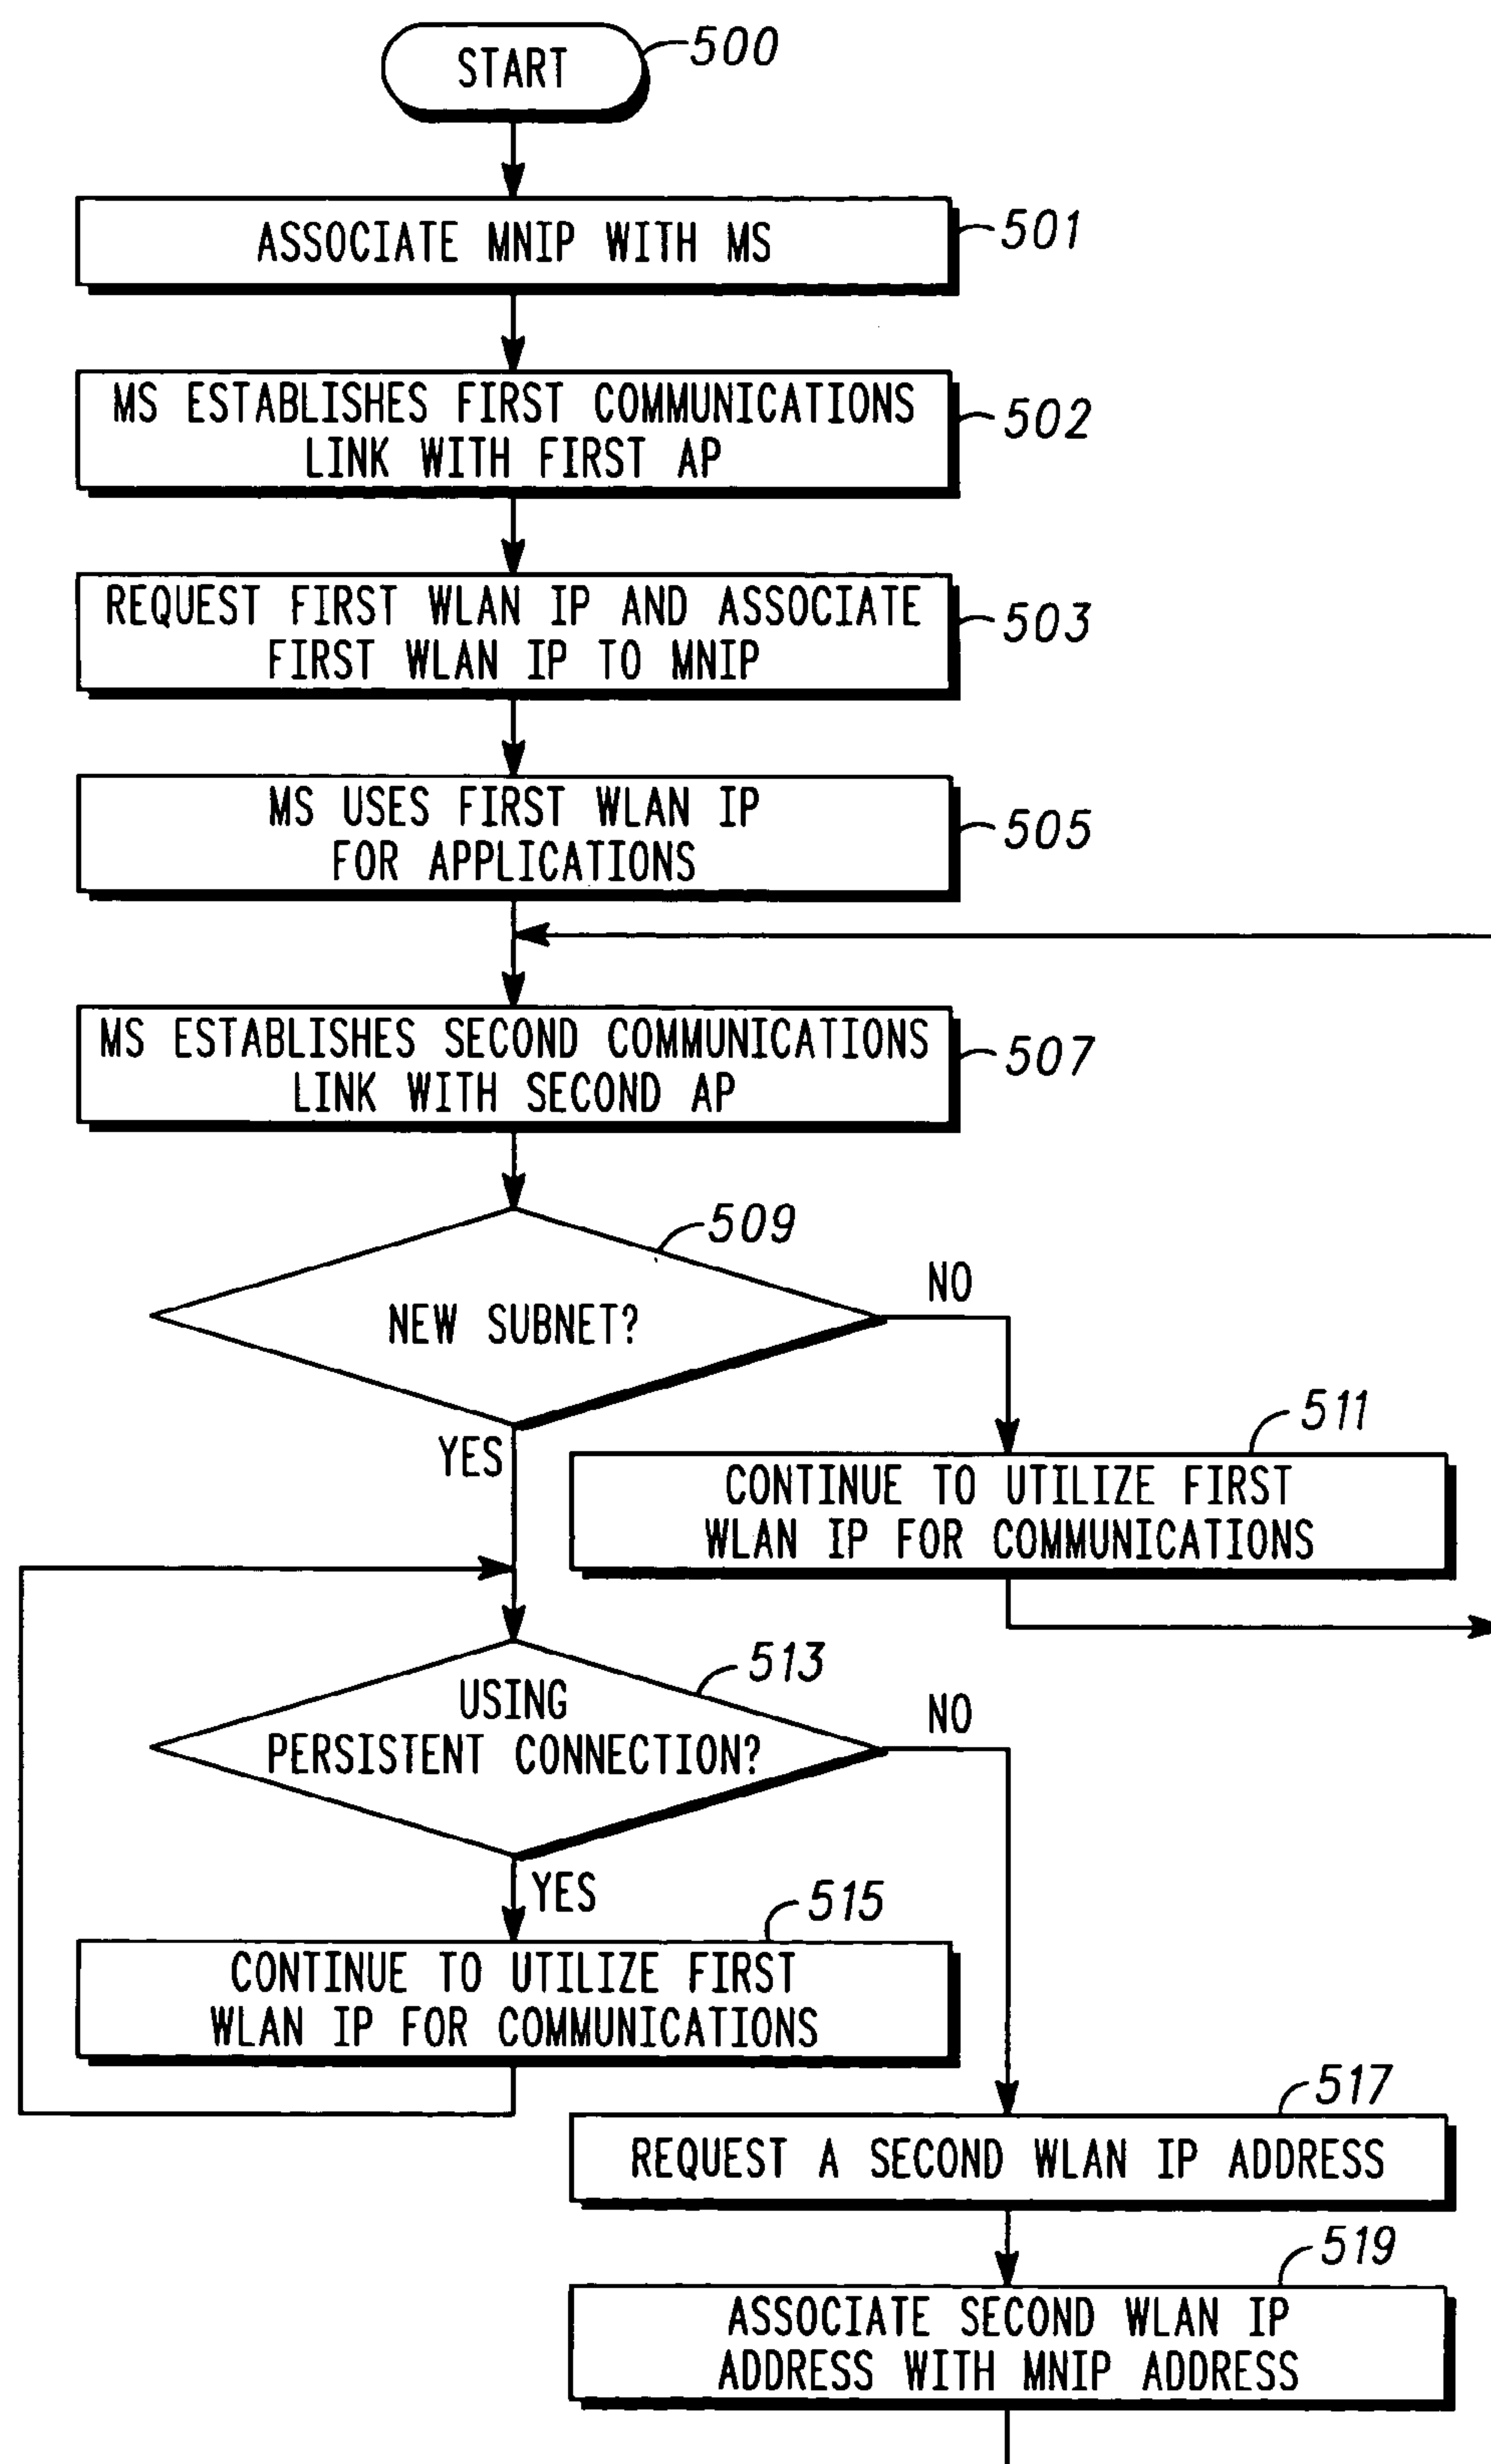 START
500
ASSOCIATE MNIP WITH MS
501
MS ESTABLISHES FIRST COMMUNICATIONS
LINK WITH FIRST AP
502
REQUEST FIRST WLAN IP AND ASSOCIATE
FIRST WLAN IP TO MNIP
503
MS USES FIRST WLAN IP
FOR APPLICATIONS
505
MS ESTABLISHES SECOND COMMUNICATIONS
LINK WITH SECOND AP
507
509
NEW SUBNET?
NO
YES
511
CONTINUE TO UTILIZE FIRST
WLAN IP FOR COMMUNICATIONS
513
USING
PERSISTENT CONNECTION?
NO
YES
515
CONTINUE TO UTILIZE FIRST
WLAN IP FOR COMMUNICATIONS
517
REQUEST A SECOND WLAN IP ADDRESS
519
ASSOCIATE SECOND WLAN IP
ADDRESS WITH MNIP ADDRESS